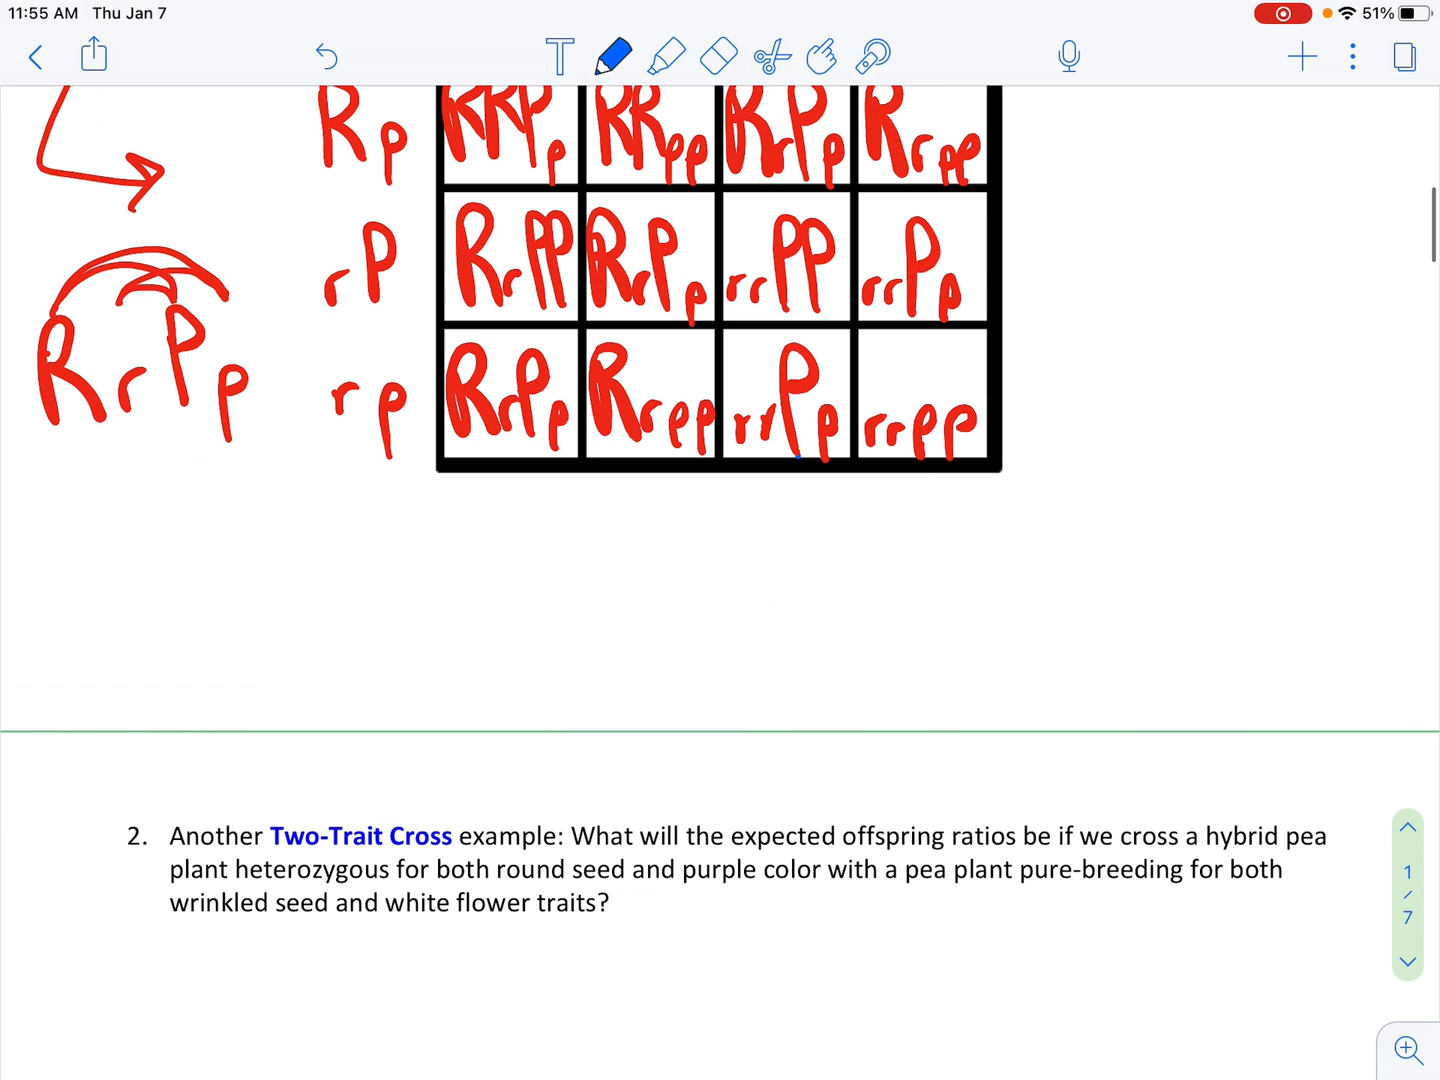 11:55 AM Thu Jan 7
51%
T
Rp RRPp RRpp RrPp Rrpp
rP RrPP RrPp rrPP rrPp
RrPp rp RrPp Rrpp rrPp rrpp
2. Another Two-Trait Cross example: What will the expected offspring ratios be if we cross a hybrid pea
plant heterozygous for both round seed and purple color with a pea plant pure-breeding for both
wrinkled seed and white flower traits?
1
/
7